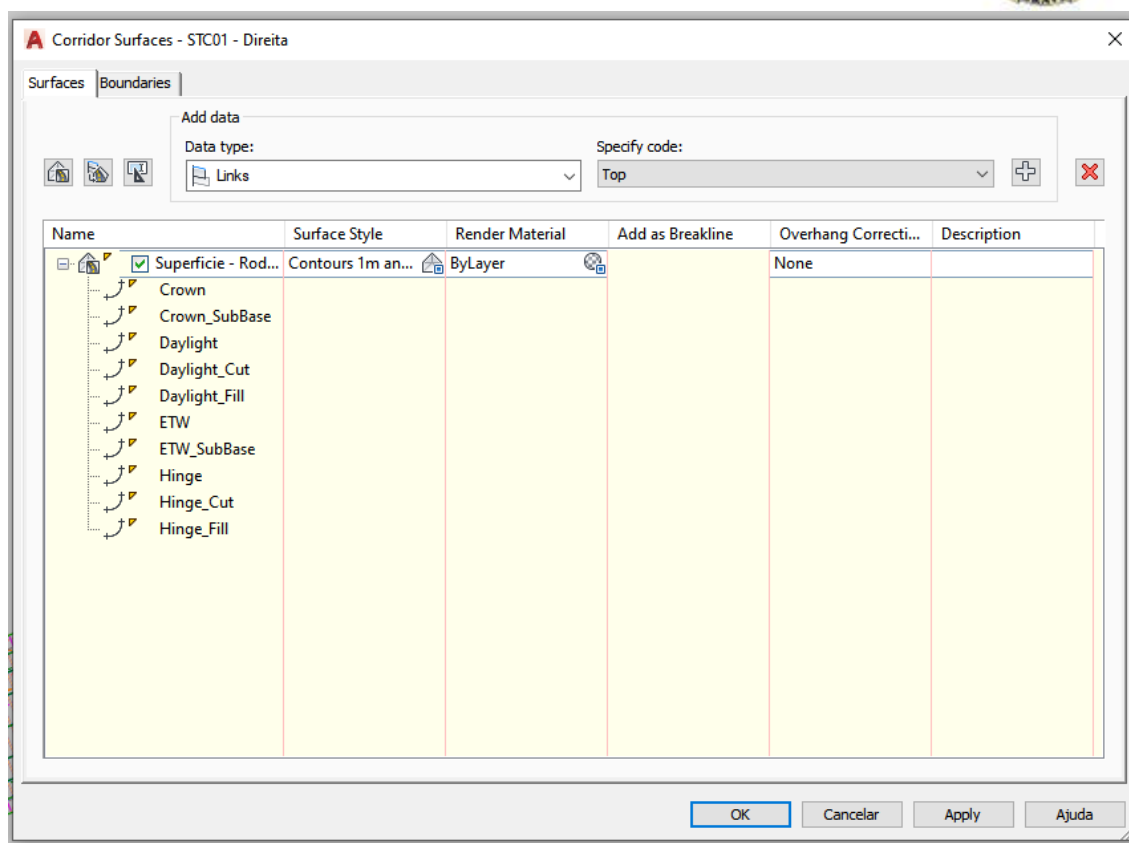 Corridor Surfaces - STC01 - Direita
Surfaces Boundaries
Add data
Data type: Specify code:
Links Top
Name Surface Style Render Material Add as Breakline Overhang Correcti... Description
Superficie - Rod... Contours 1m an... ByLayer None
Crown
Crown_SubBase
Daylight
Daylight_Cut
Daylight_Fill
ETW
ETW_SubBase
Hinge
Hinge_Cut
Hinge_Fill
OK Cancelar Apply Ajuda